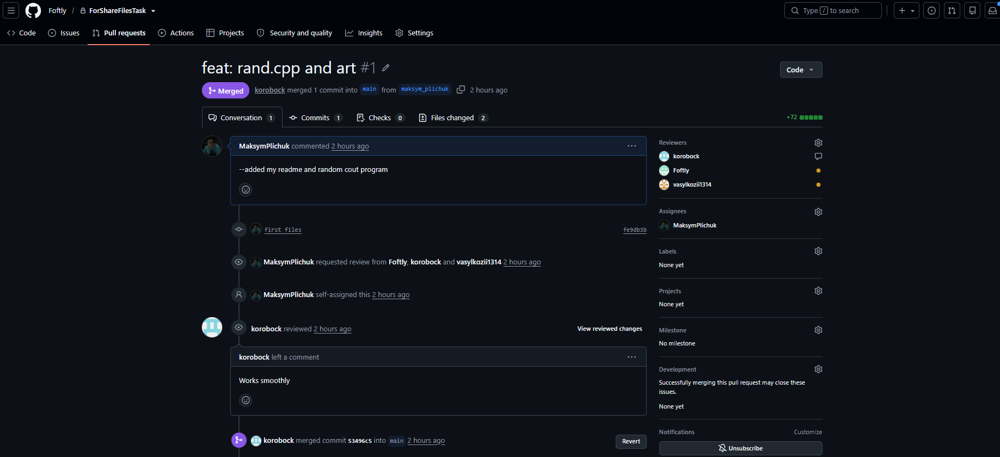 Foftly / ForShareFilesTask
Type / to search
Code Issues Pull requests Actions Projects Security and quality Insights Settings
feat: rand.cpp and art #1
Code
Merged korobock merged 1 commit into main from maksym_plichuk 2 hours ago
Conversation 1 Commits 1 Checks 0 Files changed 2
+72
MaksymPlichuk commented 2 hours ago
--added my readme and random cout program
first files fe9db3b
MaksymPlichuk requested review from Foftly, korobock and vasylkozii1314 2 hours ago
MaksymPlichuk self-assigned this 2 hours ago
korobock reviewed 2 hours ago
View reviewed changes
korobock left a comment
Works smoothly
korobock merged commit 53496c5 into main 2 hours ago
Revert
Reviewers
korobock
Foftly
vasylkozii1314
Assignees
MaksymPlichuk
Labels
None yet
Projects
None yet
Milestone
No milestone
Development
Successfully merging this pull request may close these
issues.
None yet
Notifications Customize
Unsubscribe